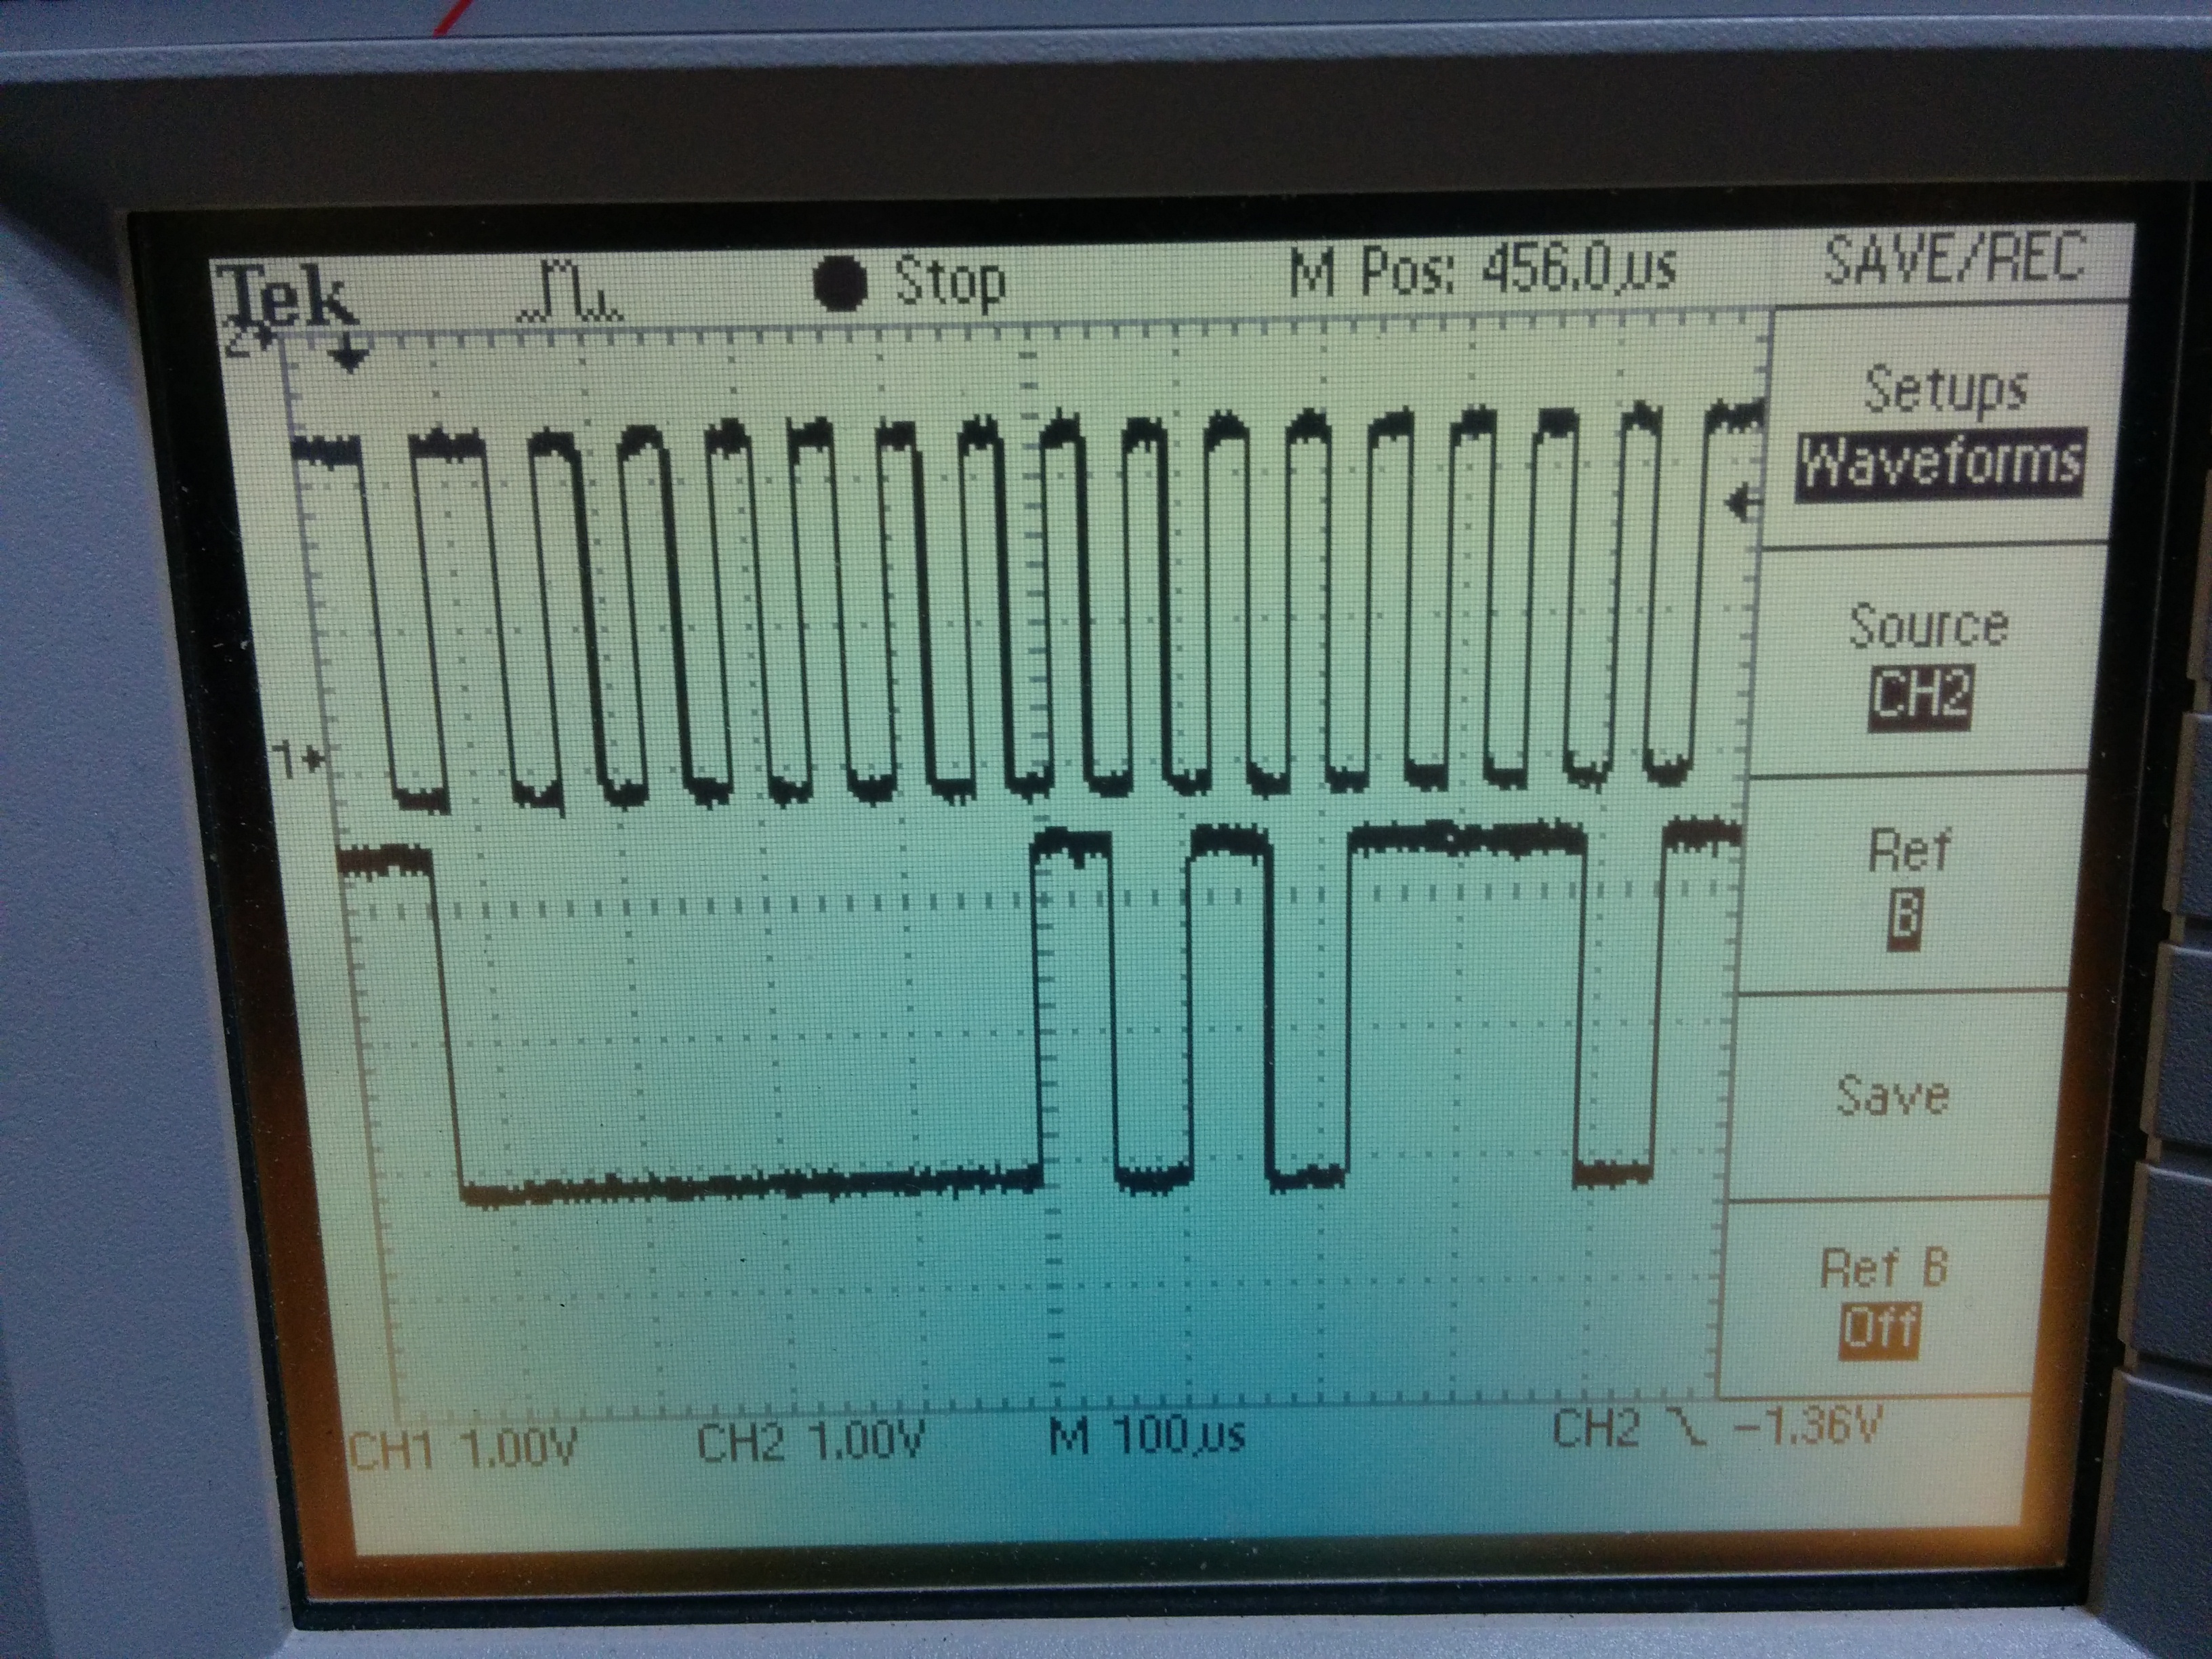 Tek Stop M Pos: 456.0µs SAVE/REC
2
Setups
Waveforms
Source
CH2
1
Ref
B
Save
Ref B
Off
CH1 1.00V CH2 1.00V M 100µs CH2 -1.36V